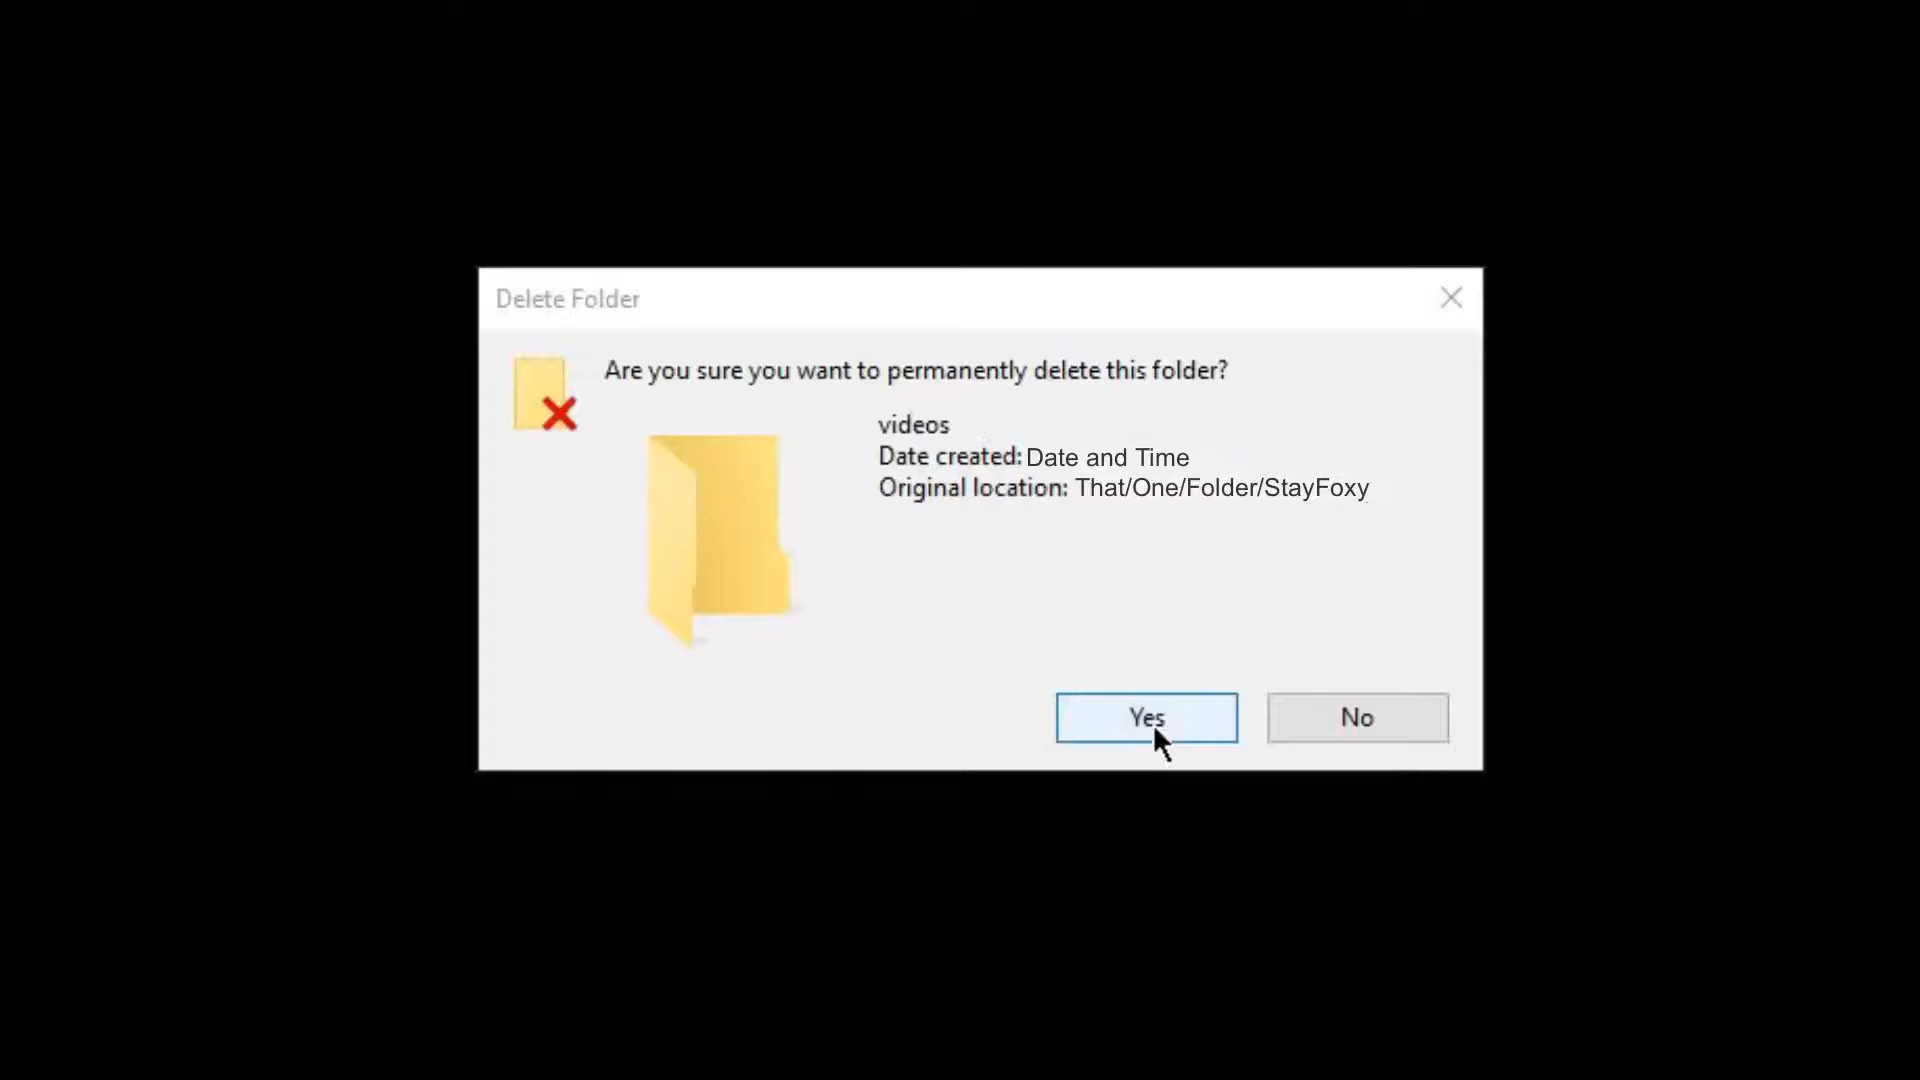 Delete Folder
Are you sure you want to permanently delete this folder?
videos
Date created: Date and Time
Original location: That/One/Folder/StayFoxy
Yes
No